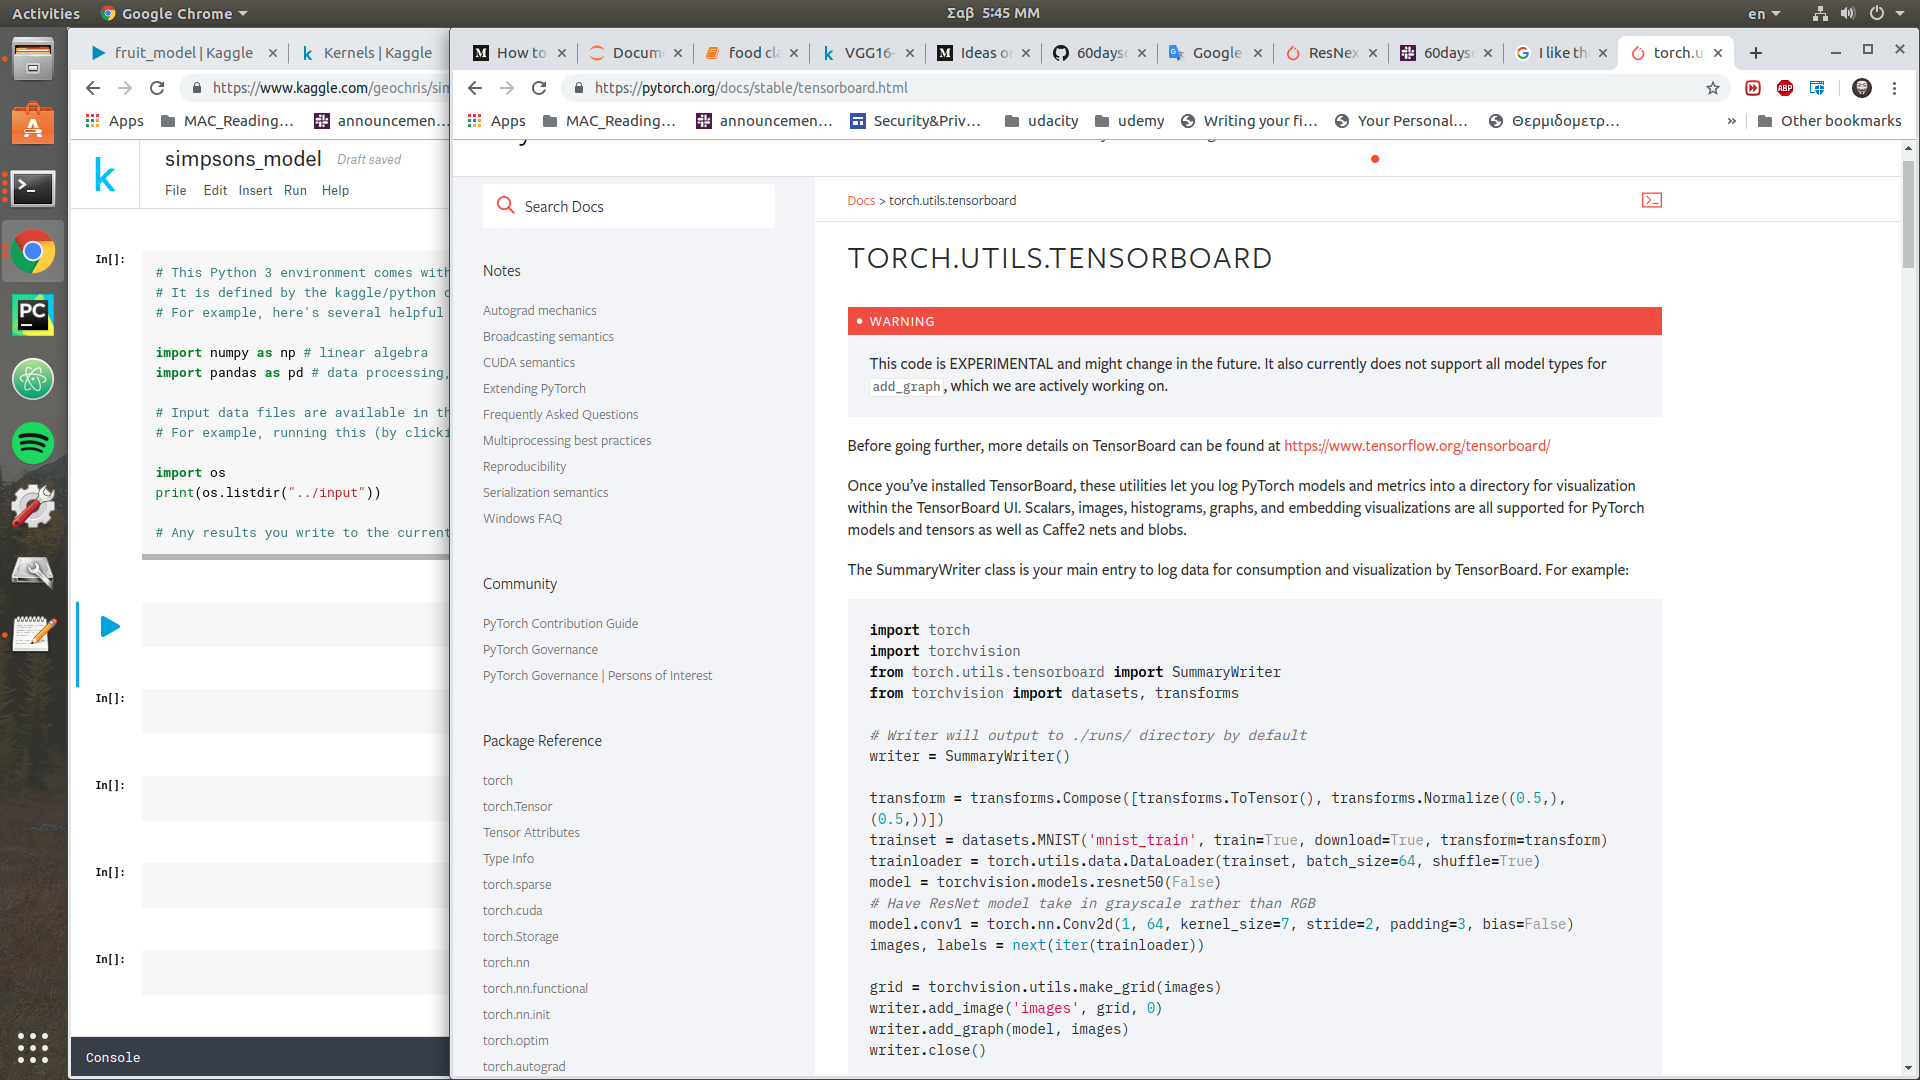 Activities
Google Chrome
Σαβ 5:45 ΜΜ
en
fruit_model | Kaggle
Kernels | Kaggle
https://www.kaggle.com/geochris/sim
Apps
MAC_Reading...
announcemen...
simpsons_model
Draft saved
File Edit Insert Run Help
In[]:
# This Python 3 environment comes with
# It is defined by the kaggle/python
# For example, here's several helpful
import numpy as np # linear algebra
import pandas as pd # data processing,
# Input data files are available in th
# For example, running this (by clicki
import os
print(os.listdir("../input"))
# Any results you write to the current
In[]:
In[]:
In[]:
In[]:
Console
How to
Docum
food cla
VGG16-
Ideas o
60days
Google
ResNex
60days
I like th
torch.u
https://pytorch.org/docs/stable/tensorboard.html
ABP
Apps
MAC_Reading...
announcemen...
Security&Priv...
udacity
udemy
Writing your fi...
Your Personal...
Θερμιδομετρ...
»
Other bookmarks
Search Docs
Notes
Autograd mechanics
Broadcasting semantics
CUDA semantics
Extending PyTorch
Frequently Asked Questions
Multiprocessing best practices
Reproducibility
Serialization semantics
Windows FAQ
Community
PyTorch Contribution Guide
PyTorch Governance
PyTorch Governance | Persons of Interest
Package Reference
torch
torch.Tensor
Tensor Attributes
Type Info
torch.sparse
torch.cuda
torch.Storage
torch.nn
torch.nn.functional
torch.nn.init
torch.optim
torch.autograd
Docs > torch.utils.tensorboard
TORCH.UTILS.TENSORBOARD
WARNING
This code is EXPERIMENTAL and might change in the future. It also currently does not support all model types for
add_graph, which we are actively working on.
Before going further, more details on TensorBoard can be found at https://www.tensorflow.org/tensorboard/
Once you’ve installed TensorBoard, these utilities let you log PyTorch models and metrics into a directory for visualization
within the TensorBoard UI. Scalars, images, histograms, graphs, and embedding visualizations are all supported for PyTorch
models and tensors as well as Caffe2 nets and blobs.
The SummaryWriter class is your main entry to log data for consumption and visualization by TensorBoard. For example:
import torch
import torchvision
from torch.utils.tensorboard import SummaryWriter
from torchvision import datasets, transforms
# Writer will output to ./runs/ directory by default
writer = SummaryWriter()
transform = transforms.Compose([transforms.ToTensor(), transforms.Normalize((0.5,),
(0.5,))])
trainset = datasets.MNIST('mnist_train', train=True, download=True, transform=transform)
trainloader = torch.utils.data.DataLoader(trainset, batch_size=64, shuffle=True)
model = torchvision.models.resnet50(False)
# Have ResNet model take in grayscale rather than RGB
model.conv1 = torch.nn.Conv2d(1, 64, kernel_size=7, stride=2, padding=3, bias=False)
images, labels = next(iter(trainloader))
grid = torchvision.utils.make_grid(images)
writer.add_image('images', grid, 0)
writer.add_graph(model, images)
writer.close()